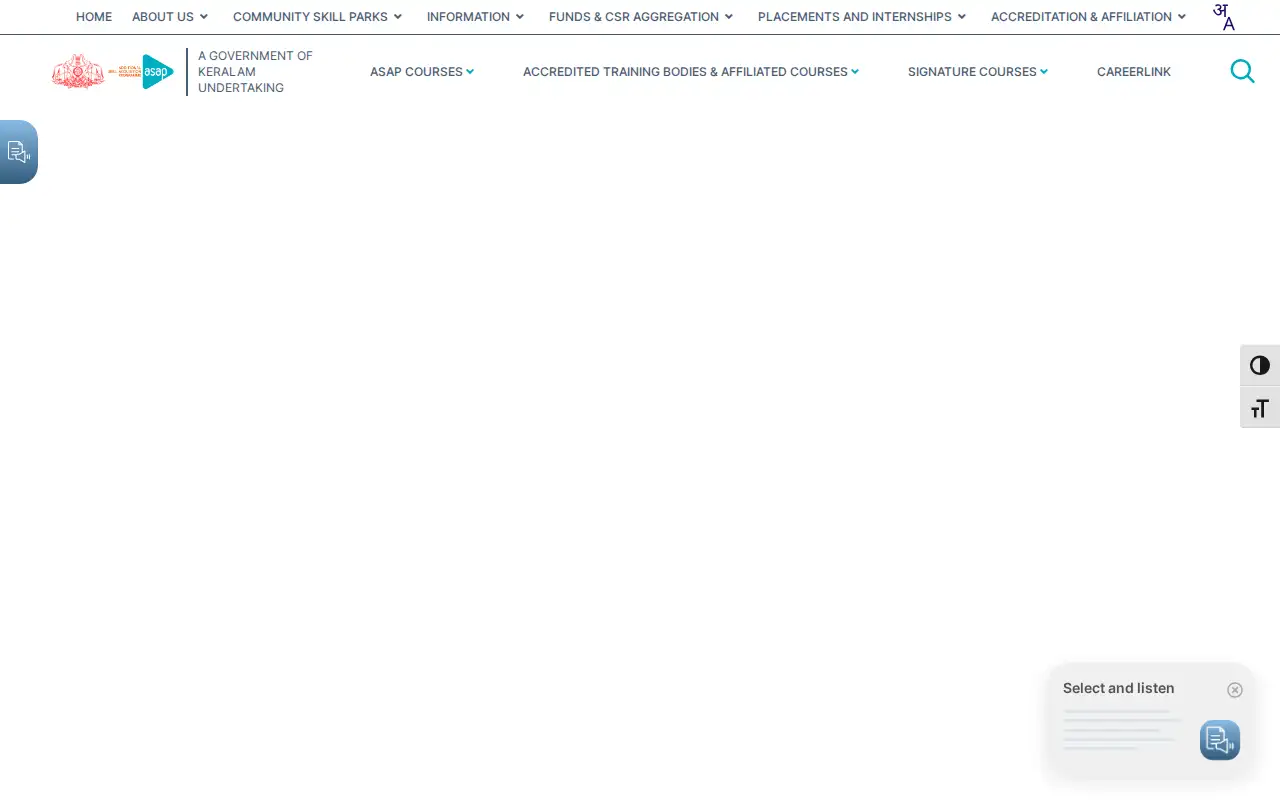 HOME ABOUT US COMMUNITY SKILL PARKS INFORMATION FUNDS & CSR AGGREGATION PLACEMENTS AND INTERNSHIPS ACCREDITATION & AFFILIATION अ A
asap
A GOVERNMENT OF
KERALAM
UNDERTAKING
ASAP COURSES ACCREDITED TRAINING BODIES & AFFILIATED COURSES SIGNATURE COURSES CAREERLINK
Select and listen